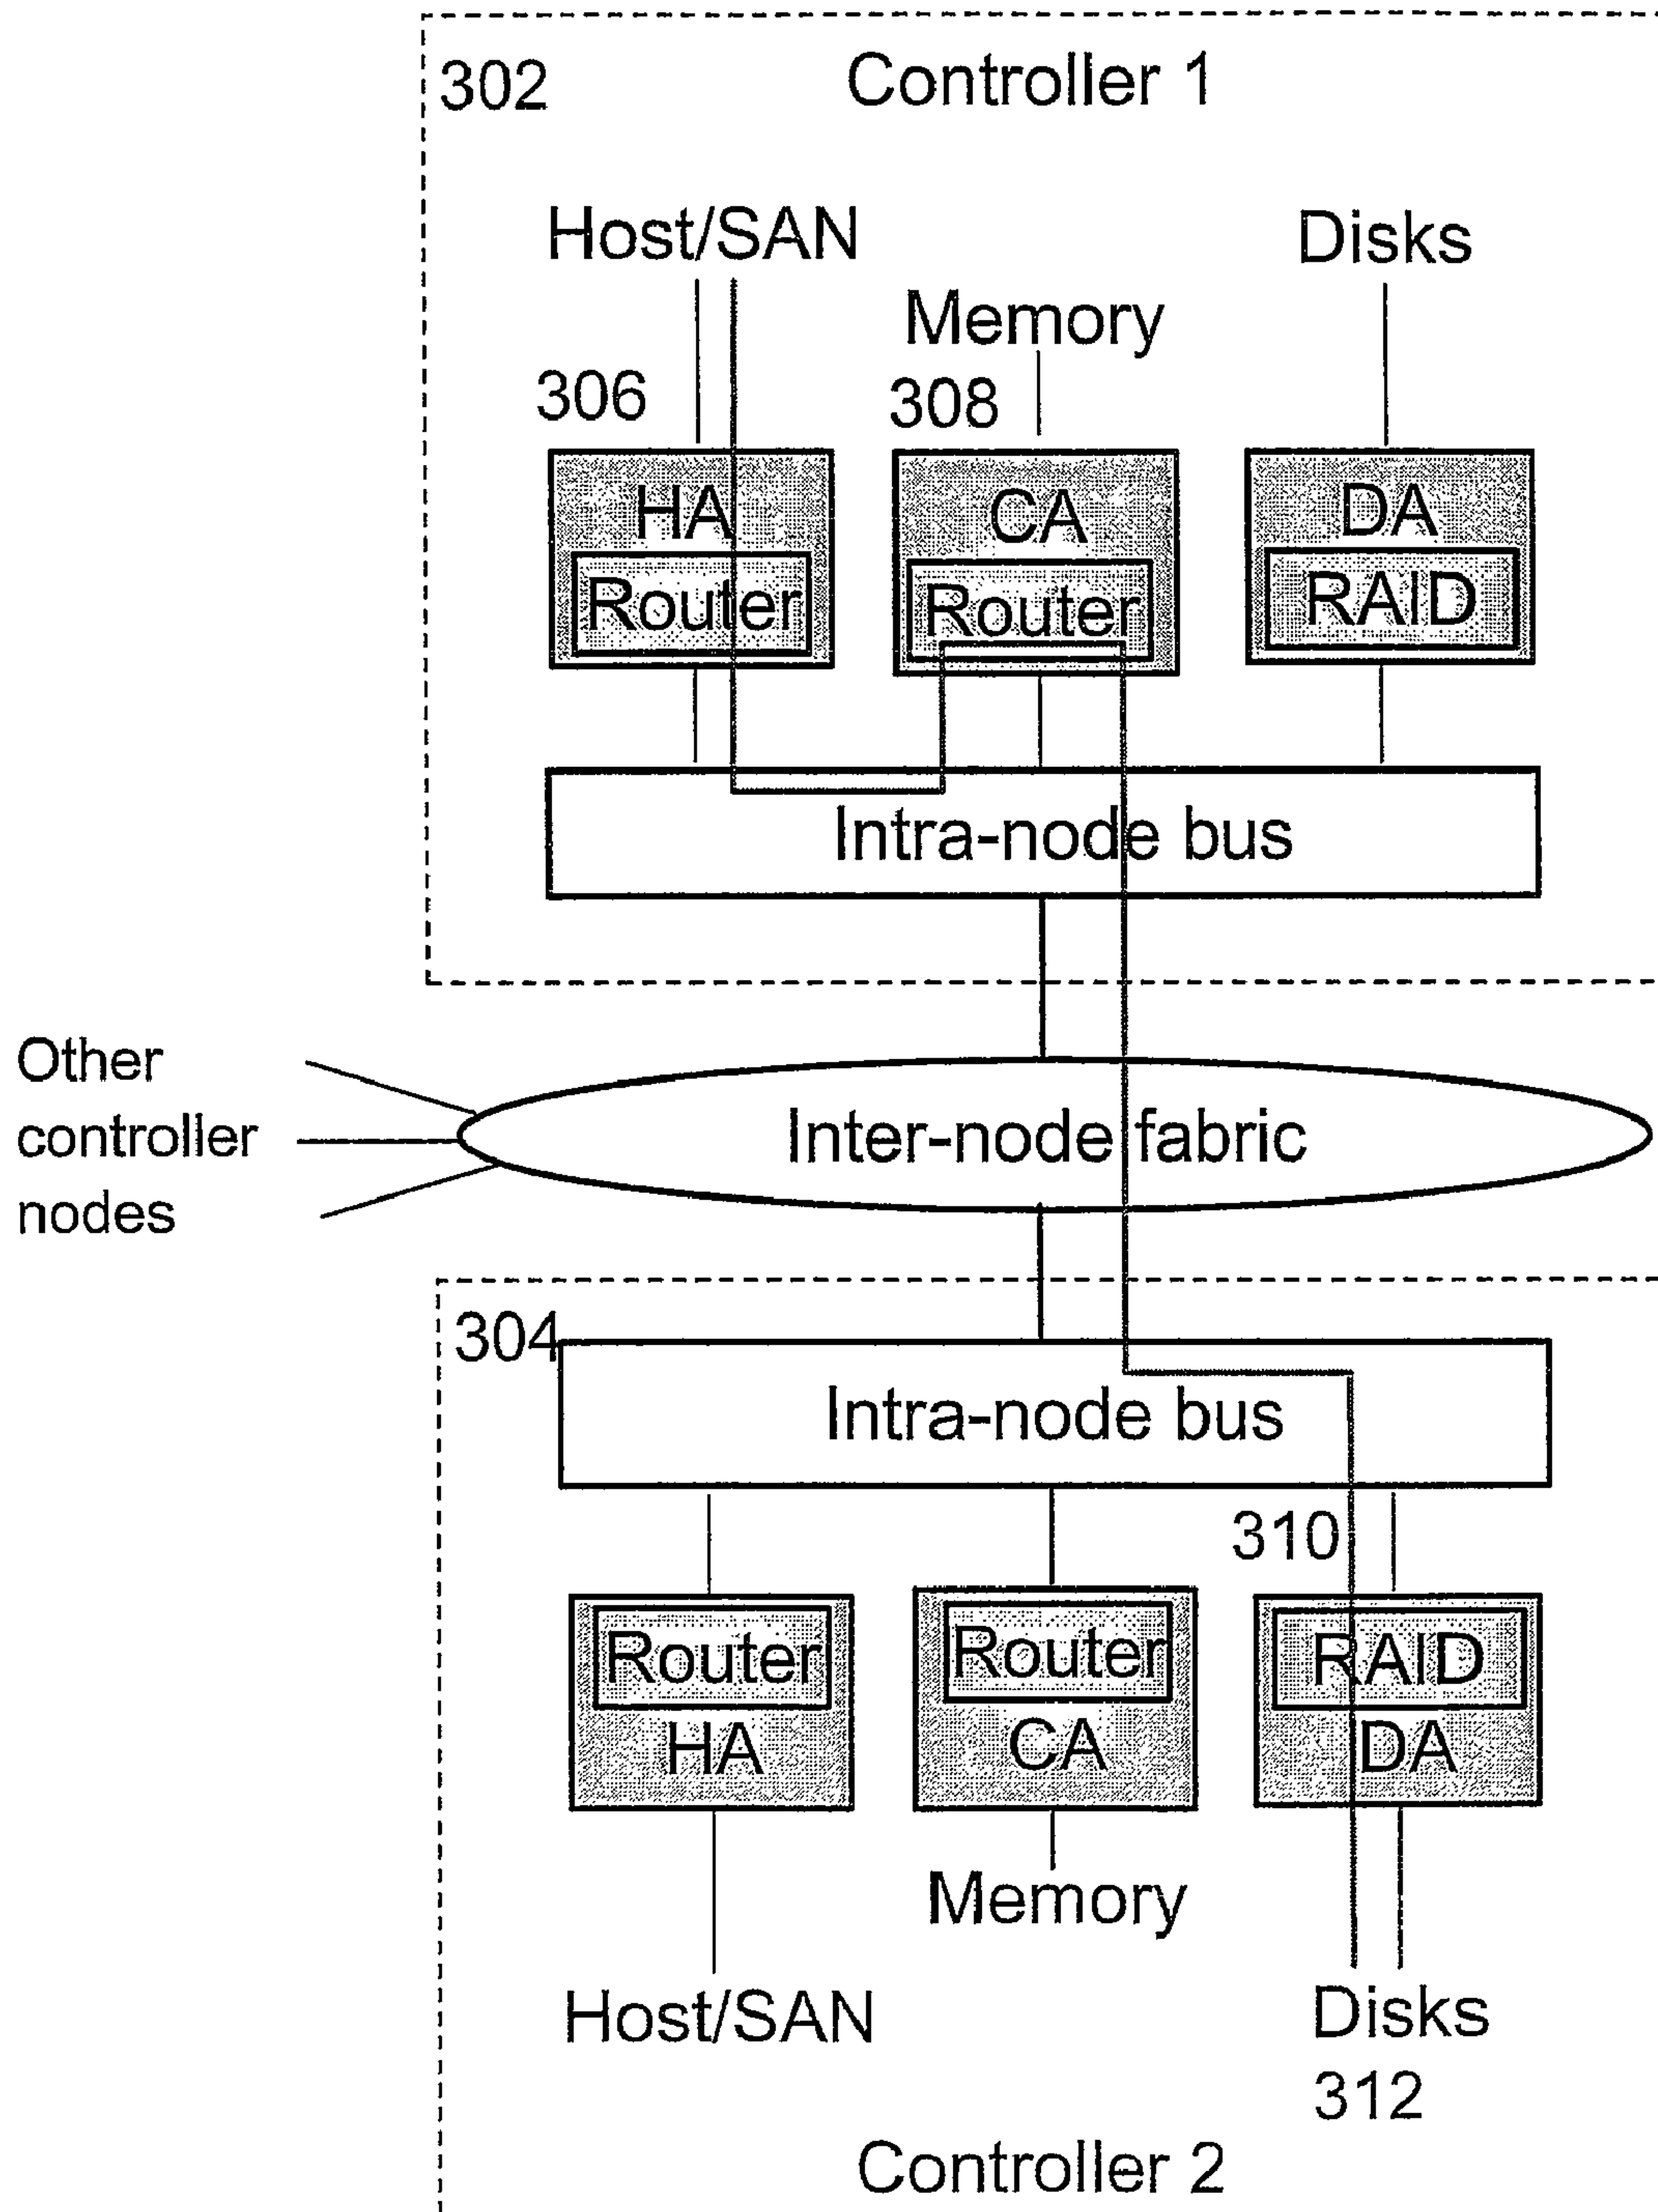 302
Controller 1
Host/SAN
Disks
Memory
306
308
HA
CA
DA
Router
Router
RAID
Intra-node bus
Other
controller
nodes
Inter-node fabric
304
Intra-node bus
310
Router
Router
RAID
HA
CA
DA
Memory
Host/SAN
Disks
312
Controller 2